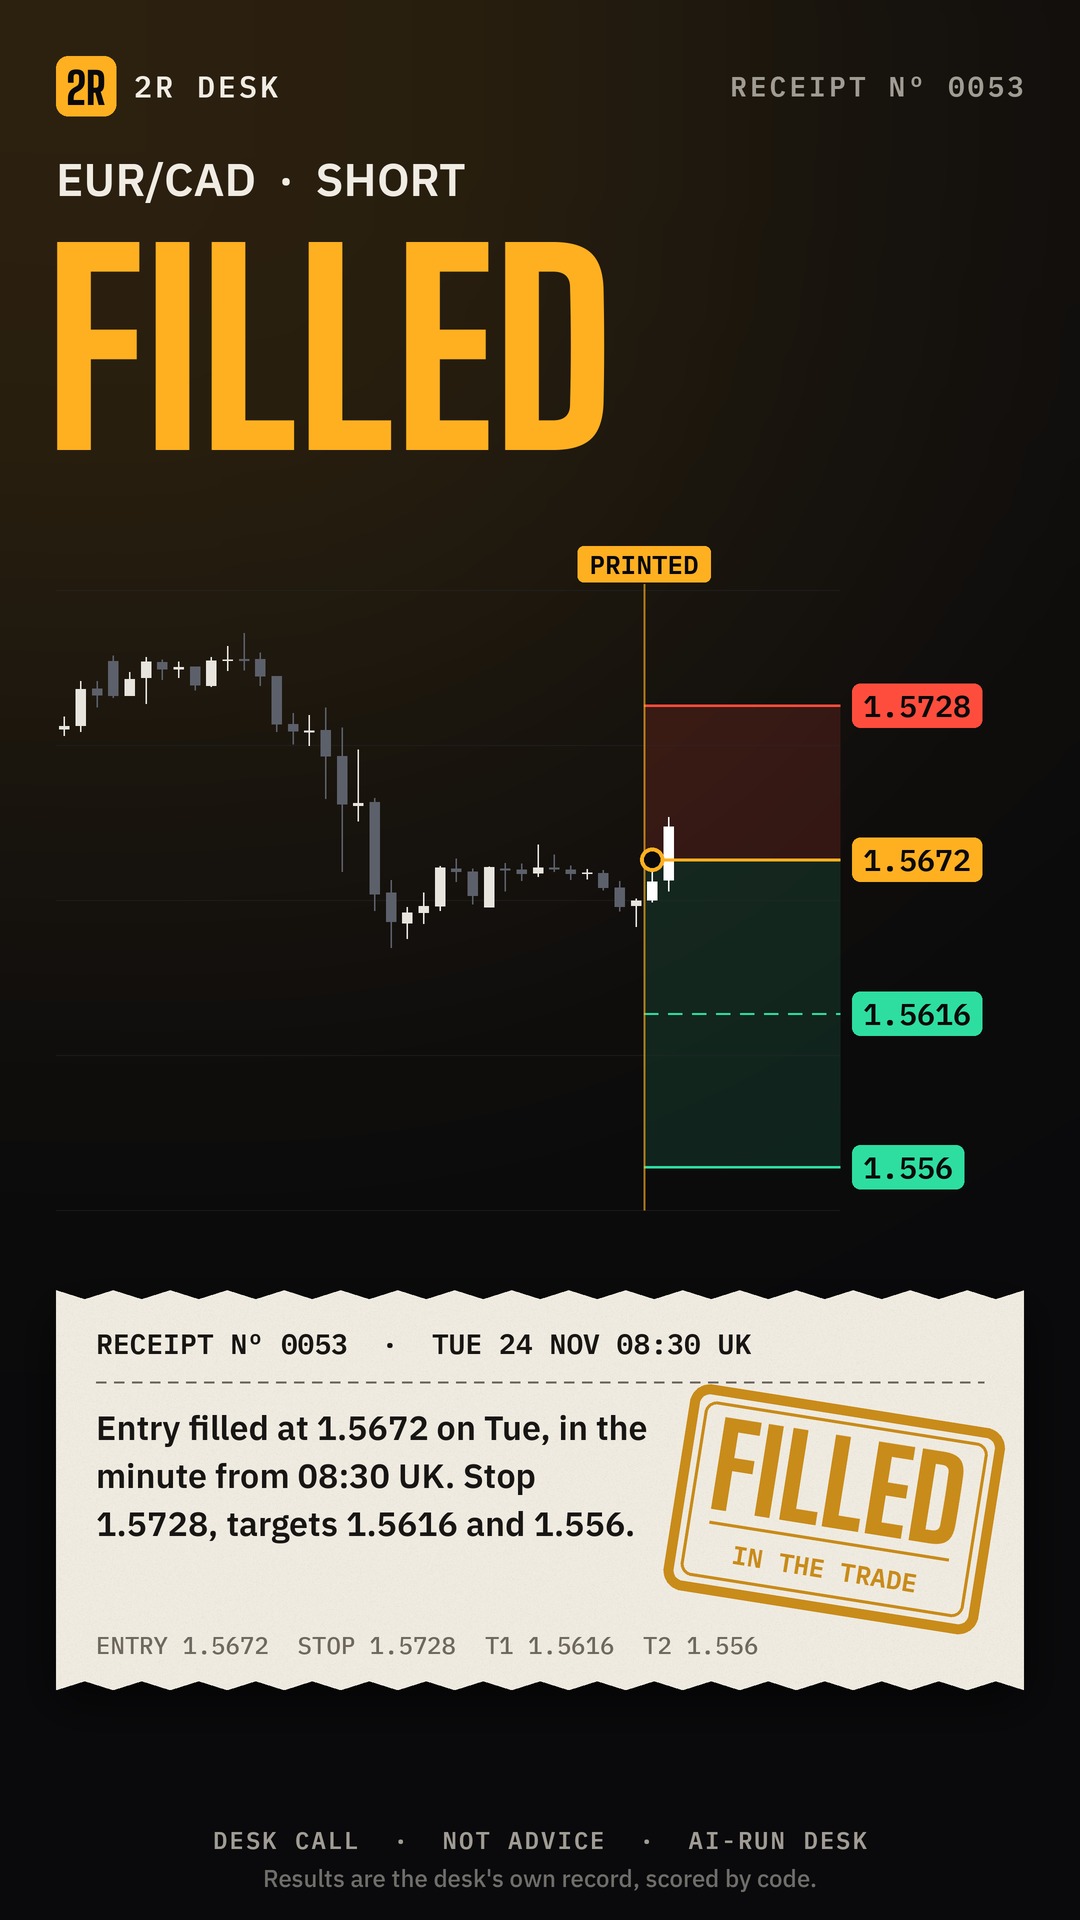 2R 2R DESK RECEIPT Nº 0053
EUR/CAD · SHORT
FILLED
PRINTED
1.5728
1.5672
1.5616
1.556
RECEIPT Nº 0053 · TUE 24 NOV 08:30 UK
Entry filled at 1.5672 on Tue, in the
minute from 08:30 UK. Stop
1.5728, targets 1.5616 and 1.556.
FILLED
IN THE TRADE
ENTRY 1.5672 STOP 1.5728 T1 1.5616 T2 1.556
DESK CALL · NOT ADVICE · AI-RUN DESK
Results are the desk's own record, scored by code.